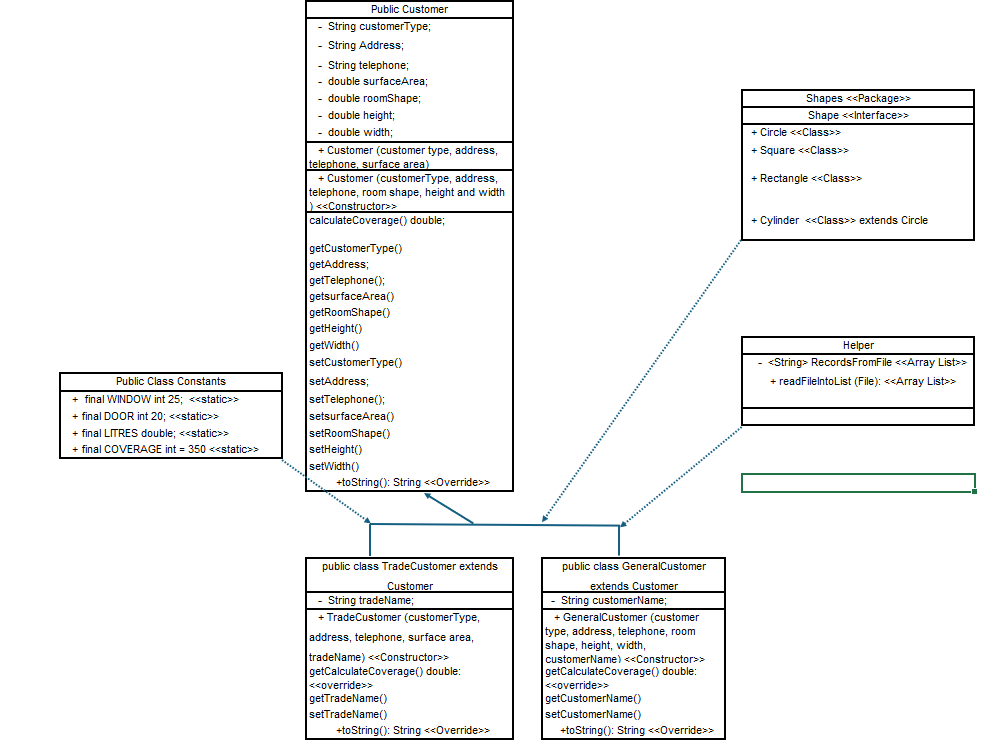 Public Customer
- String customerType;
- String Address;
- String telephone;
- double surfaceArea;
- double roomShape;
- double height;
- double width;
+ Customer (customer type, address,
telephone, surface area)
+ Customer (customerType, address,
telephone, room shape, height and width
) <<Constructor>>
calculateCoverage() double;
getCustomerType()
getAddress;
getTelephone();
getsurfaceArea()
getRoomShape()
getHeight()
getWidth()
setCustomerType()
setAddress;
setTelephone();
setsurfaceArea()
setRoomShape()
setHeight()
setWidth()
+toString(): String <<Override>>
Shapes <<Package>>
Shape <<Interface>>
+ Circle <<Class>>
+ Square <<Class>>
+ Rectangle <<Class>>
+ Cylinder <<Class>> extends Circle
Helper
- <String> RecordsFromFile <<Array List>>
+ readFileIntoList (File): <<Array List>>
Public Class Constants
+ final WINDOW int 25; <<static>>
+ final DOOR int 20; <<static>>
+ final LITRES double; <<static>>
+ final COVERAGE int = 350 <<static>>
public class TradeCustomer extends
Customer
- String tradeName;
+ TradeCustomer (customerType,
address, telephone, surface area,
tradeName) <<Constructor>>
getCalculateCoverage() double:
<<override>>
getTradeName()
setTradeName()
+toString(): String <<Override>>
public class GeneralCustomer
extends Customer
- String customerName;
+ GeneralCustomer (customer
type, address, telephone, room
shape, height, width,
customerName) <<Constructor>>
getCalculateCoverage() double:
<<override>>
getCustomerName()
setCustomerName()
+toString(): String <<Override>>